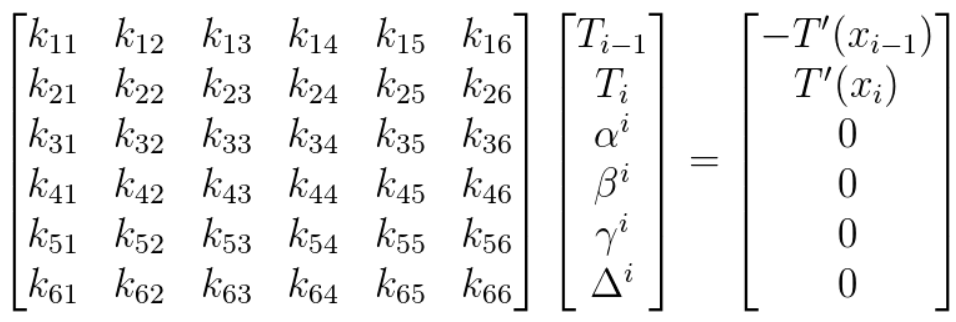 k₁₁ k₁₂ k₁₃ k₁₄ k₁₅ k₁₆ Tᵢ₋₁ −T′(xᵢ₋₁)
k₂₁ k₂₂ k₂₃ k₂₄ k₂₅ k₂₆ Tᵢ T′(xᵢ)
k₃₁ k₃₂ k₃₃ k₃₄ k₃₅ k₃₆ αⁱ = 0
k₄₁ k₄₂ k₄₃ k₄₄ k₄₅ k₄₆ βⁱ 0
k₅₁ k₅₂ k₅₃ k₅₄ k₅₅ k₅₆ γⁱ 0
k₆₁ k₆₂ k₆₃ k₆₄ k₆₅ k₆₆ Δⁱ 0